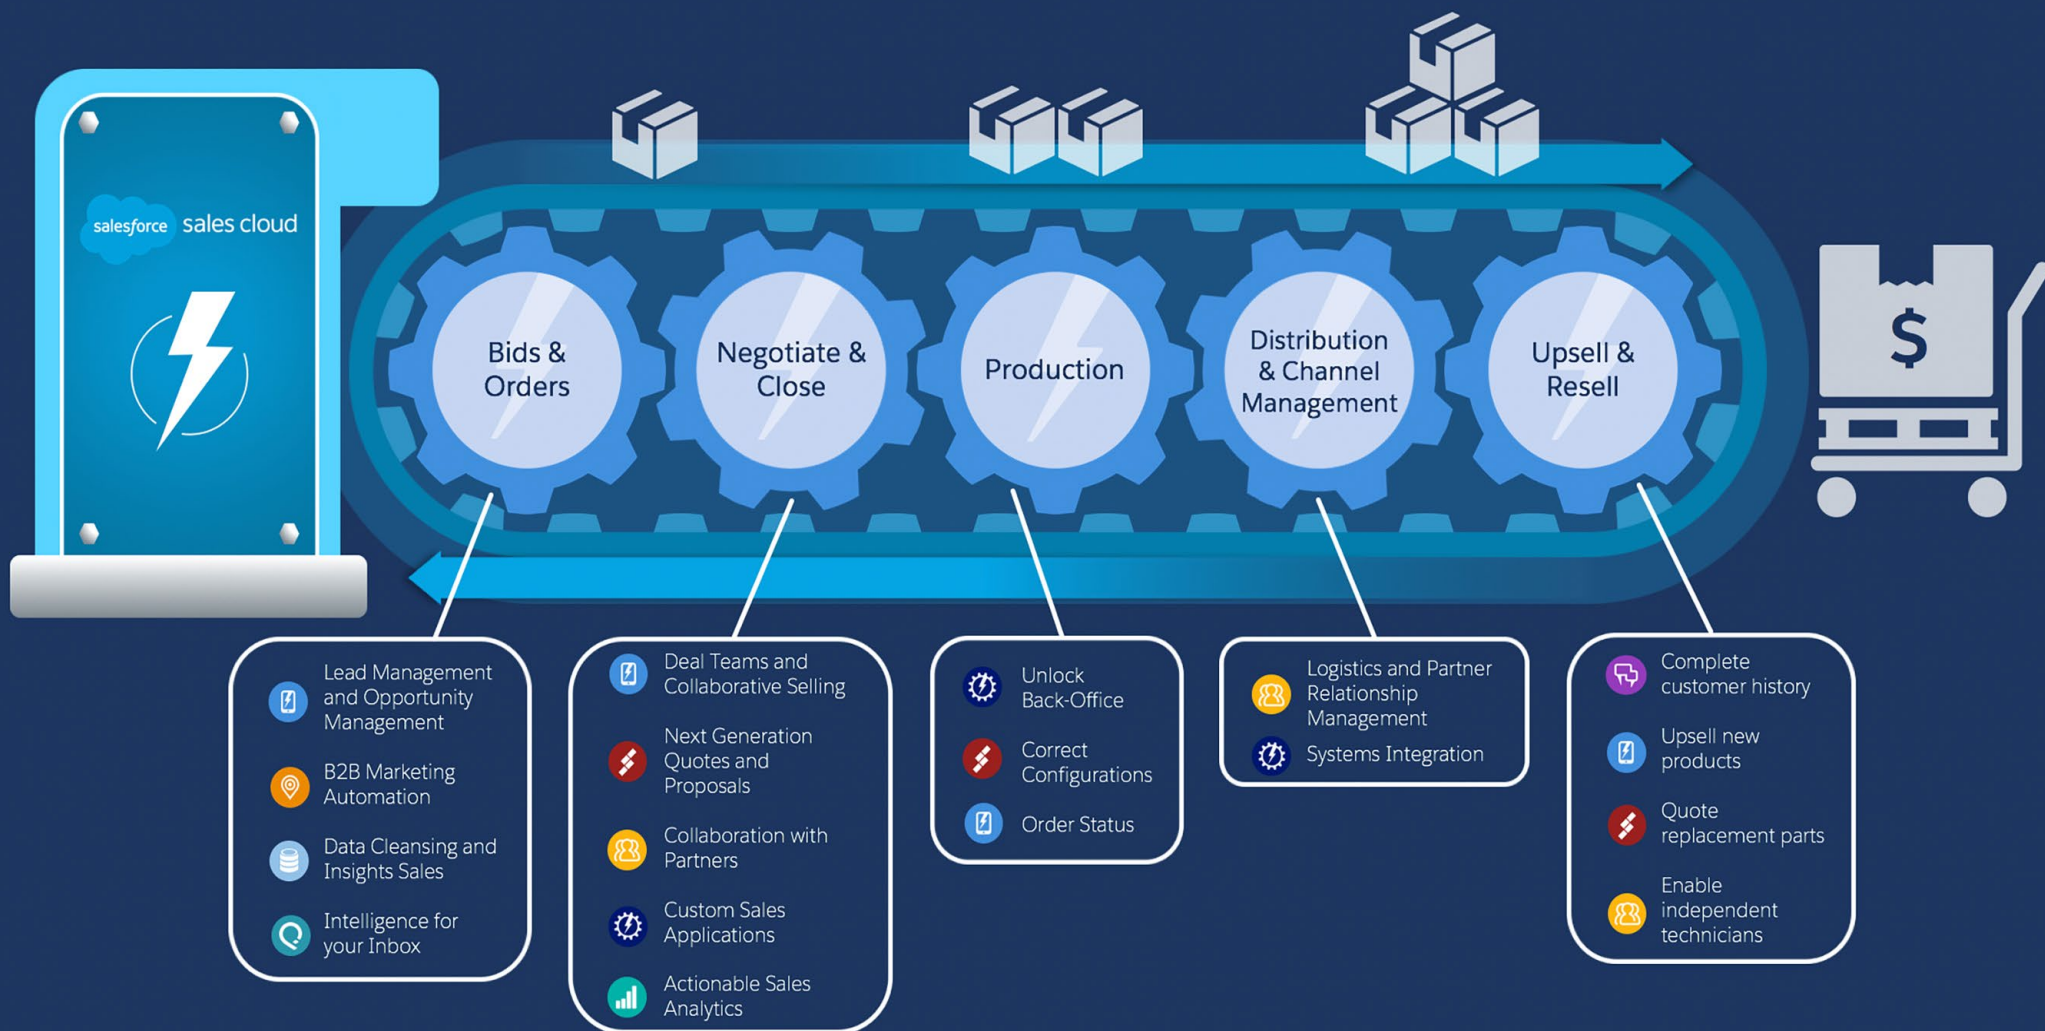 salesforce sales cloud
Bids &
Orders
Negotiate &
Close
Production
Distribution
& Channel
Management
Upsell &
Resell
$
Lead Management
and Opportunity
Management
B2B Marketing
Automation
Data Cleansing and
Insights Sales
Intelligence for
your Inbox
Deal Teams and
Collaborative Selling
Next Generation
Quotes and
Proposals
Collaboration with
Partners
Custom Sales
Applications
Actionable Sales
Analytics
Unlock
Back-Office
Correct
Configurations
Order Status
Logistics and Partner
Relationship
Management
Systems Integration
Complete
customer history
Upsell new
products
Quote
replacement parts
Enable
independent
technicians